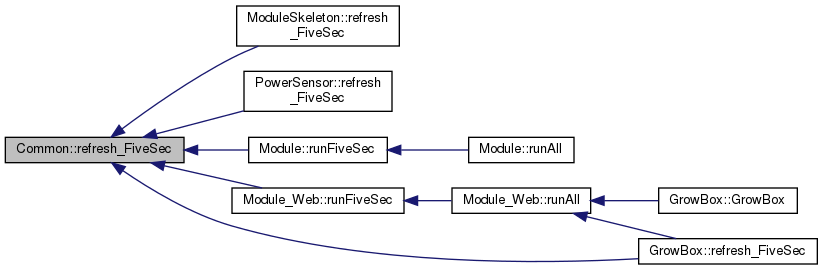 ModuleSkeleton::refresh
_FiveSec
PowerSensor::refresh
_FiveSec
Common::refresh_FiveSec
Module::runFiveSec
Module::runAll
Module_Web::runFiveSec
Module_Web::runAll
GrowBox::GrowBox
GrowBox::refresh_FiveSec